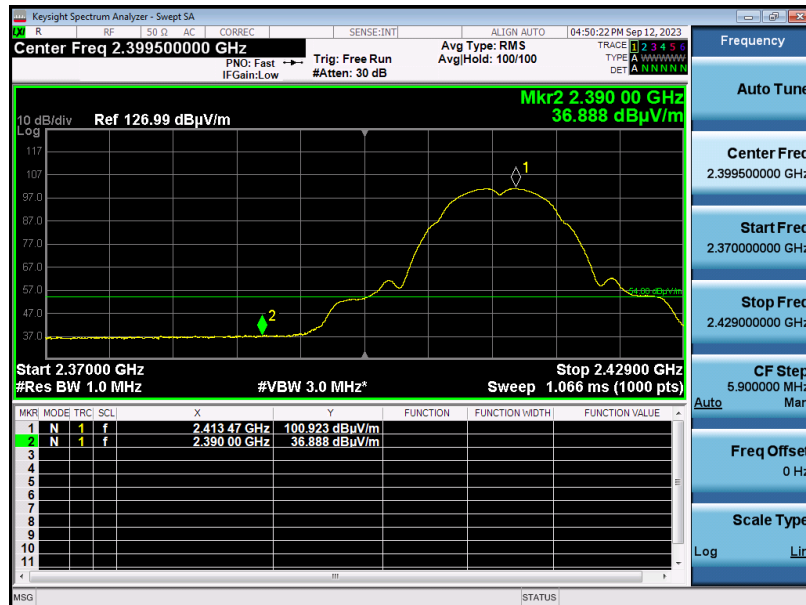 Keysight Spectrum Analyzer - Swept SA
LXI R RF 50 Ω AC CORREC SENSE:INT ALIGN AUTO 04:50:22 PM Sep 12, 2023
Center Freq 2.399500000 GHz
PNO: Fast
IFGain:Low
Trig: Free Run
#Atten: 30 dB
Avg Type: RMS
Avg|Hold: 100/100
TRACE 1 2 3 4 5 6
TYPE A WWWWW
DET A N N N N N
Mkr2 2.390 00 GHz
36.888 dBµV/m
10 dB/div Ref 126.99 dBµV/m
Log
117
107
97.0
87.0
77.0
67.0
57.0
47.0
37.0
1
2
54.00 dBµV/m
Start 2.37000 GHz Stop 2.42900 GHz
#Res BW 1.0 MHz #VBW 3.0 MHz* Sweep 1.066 ms (1000 pts)
MKR MODE TRC SCL X Y FUNCTION FUNCTION WIDTH FUNCTION VALUE
1 N 1 f 2.413 47 GHz 100.923 dBµV/m
2 N 1 f 2.390 00 GHz 36.888 dBµV/m
3
4
5
6
7
8
9
10
11
MSG STATUS
Frequency
Auto Tune
Center Freq
2.399500000 GHz
Start Freq
2.370000000 GHz
Stop Freq
2.429000000 GHz
CF Step
5.900000 MHz
Auto Man
Freq Offset
0 Hz
Scale Type
Log Lin